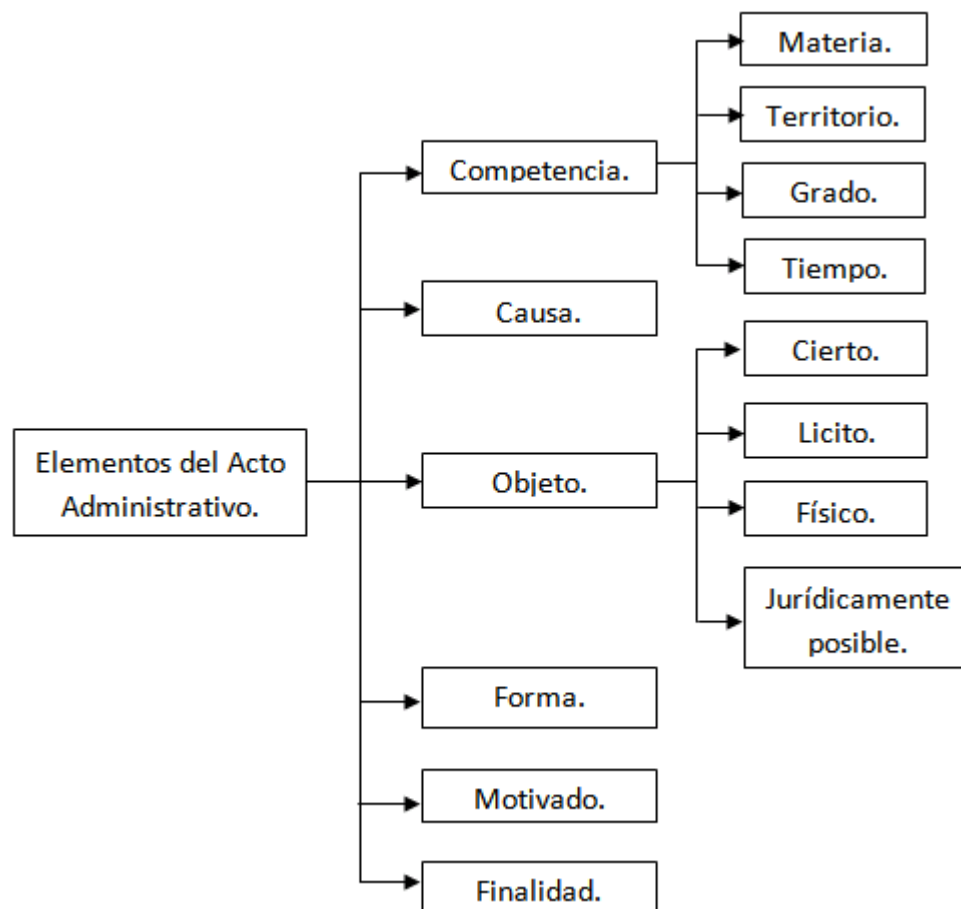 Elementos del Acto
Administrativo.
Competencia.
Materia.
Territorio.
Grado.
Tiempo.
Causa.
Objeto.
Cierto.
Licito.
Físico.
Jurídicamente
posible.
Forma.
Motivado.
Finalidad.